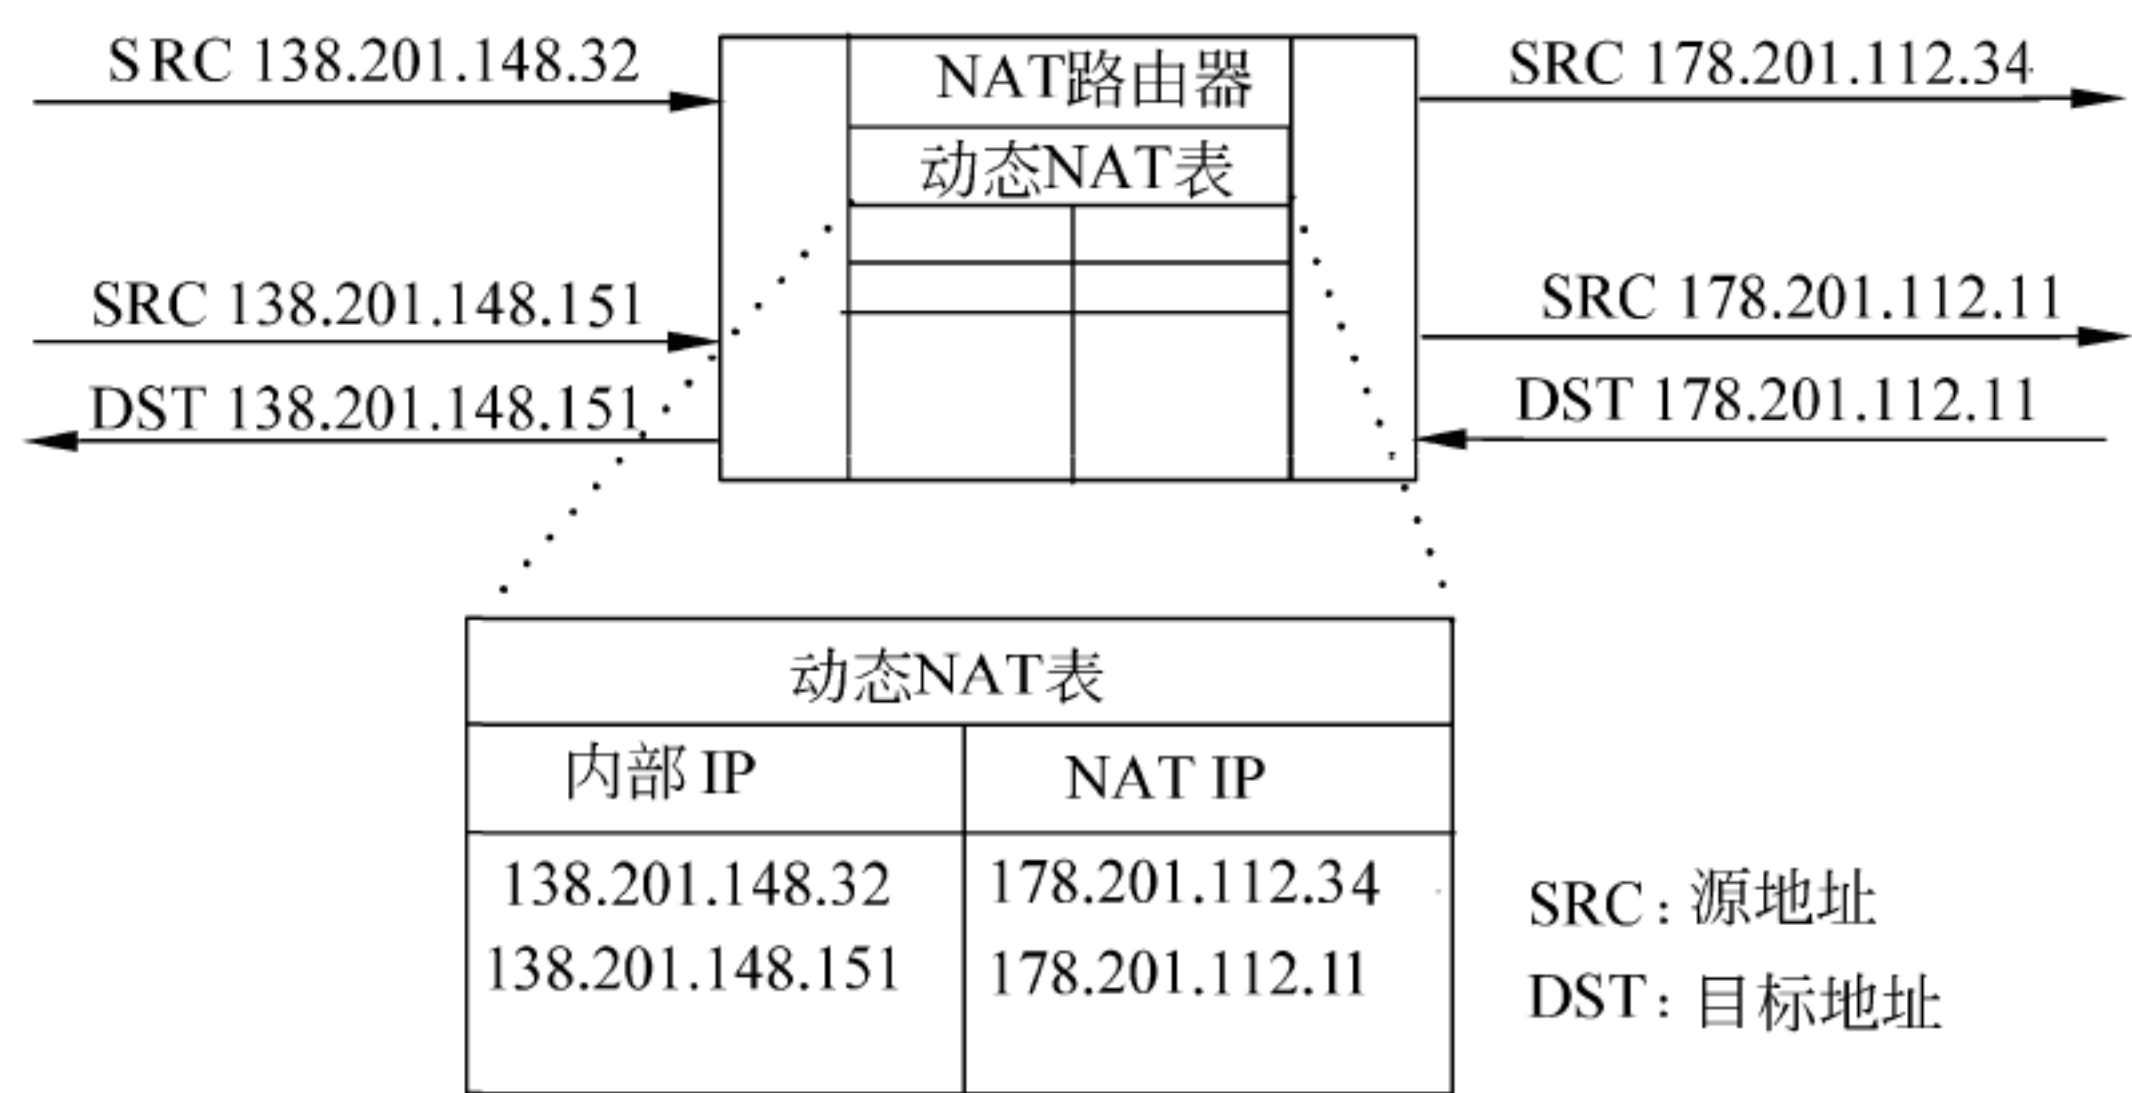 SRC 138.201.148.32
NAT路由器
SRC 178.201.112.34
动态NAT表
SRC 138.201.148.151
SRC 178.201.112.11
DST 138.201.148.151
DST 178.201.112.11
动态NAT表
内部 IP
NAT IP
138.201.148.32
178.201.112.34
138.201.148.151
178.201.112.11
SRC：源地址
DST：目标地址